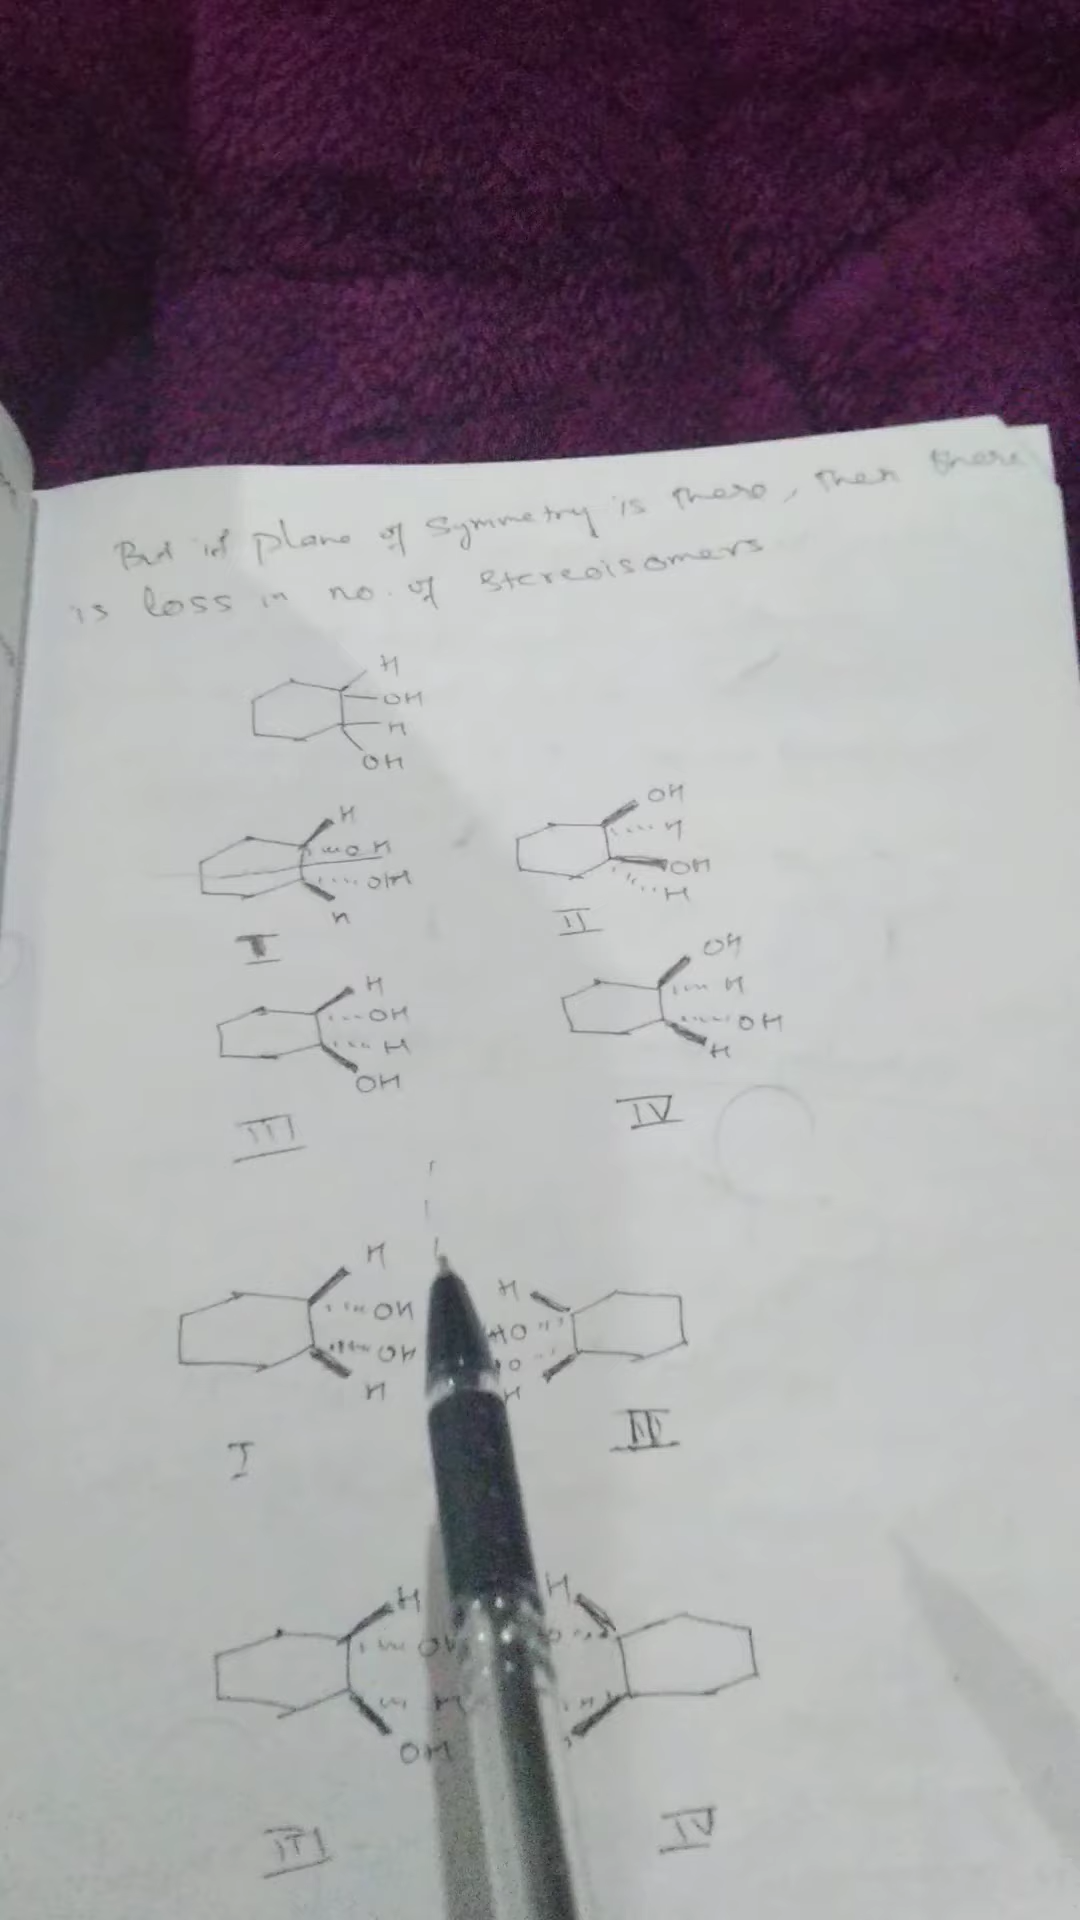 But if plane of symmetry is there, then there
is loss in no. of stereoisomers
H
OH
H
OH
H
OH
OH
H
I
OH
H
OH
H
II
H
OH
H
OH
III
OH
H
OH
H
IV
H
OH
OH
H
I
H
HO
O
H
H
OH
III
H
IV